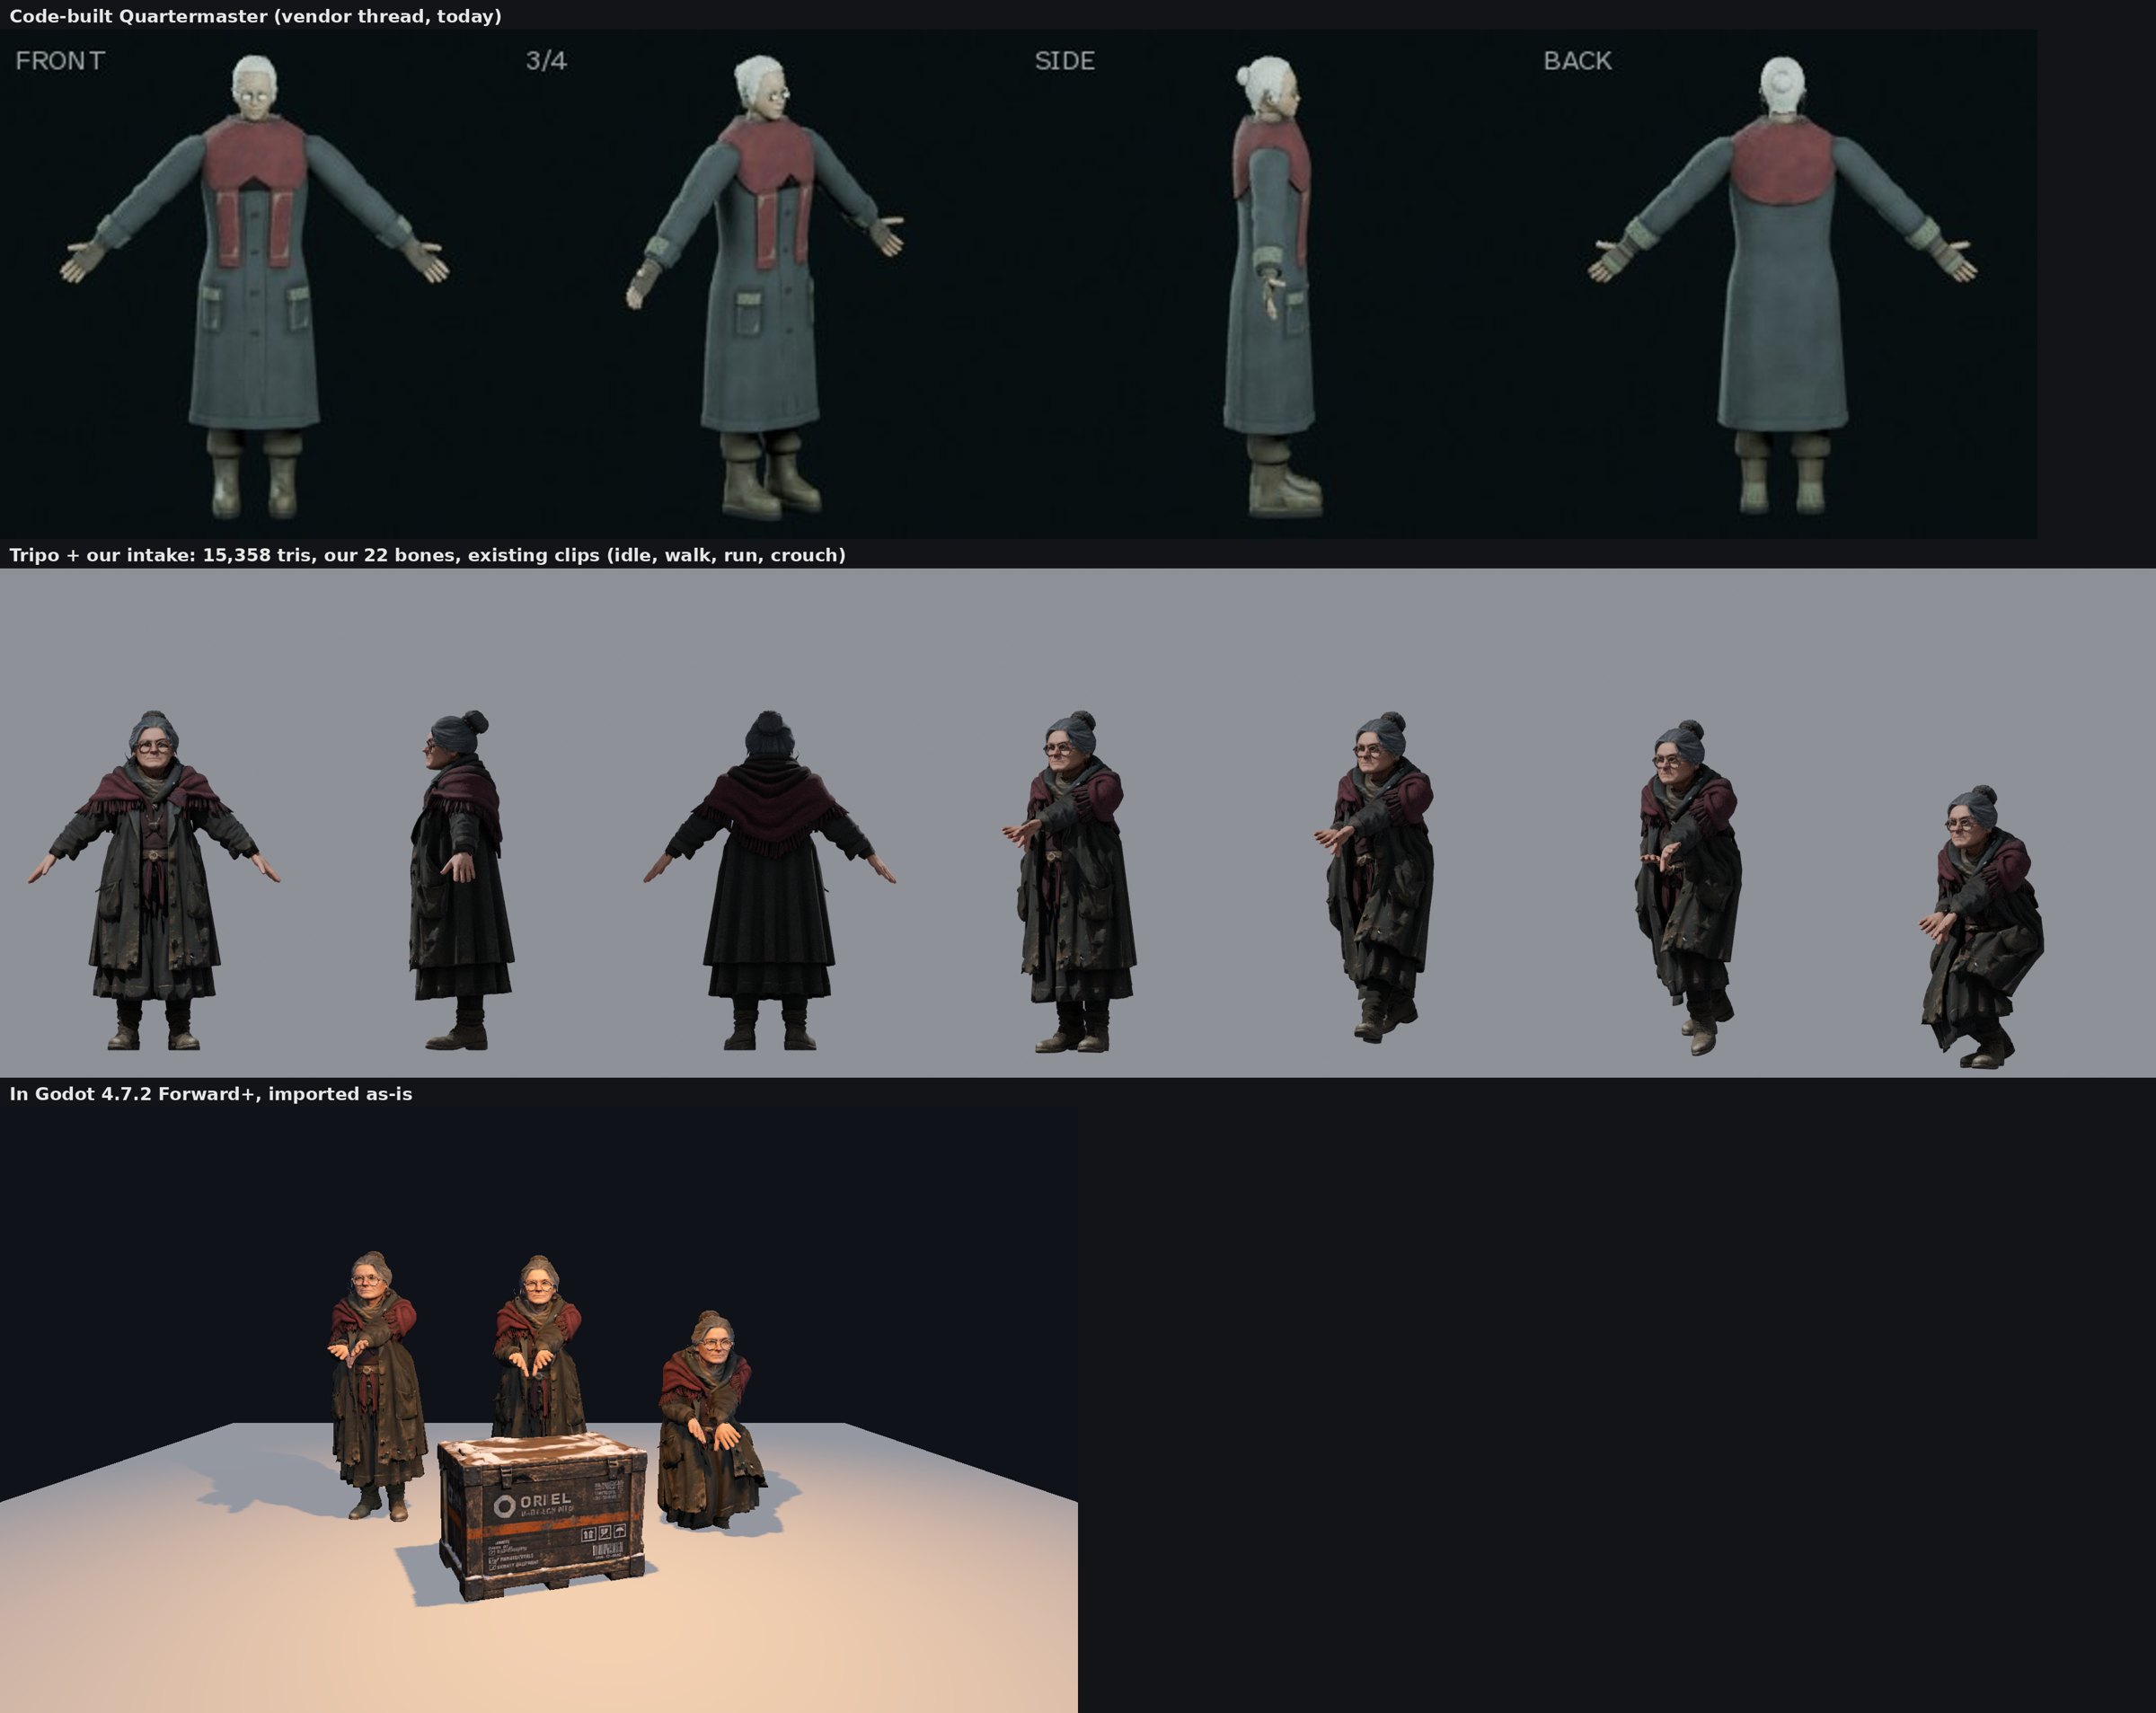 Code-built Quartermaster (vendor thread, today)
FRONT
3/4
SIDE
BACK
Tripo + our intake: 15,358 tris, our 22 bones, existing clips (idle, walk, run, crouch)
In Godot 4.7.2 Forward+, imported as-is
ORIEL